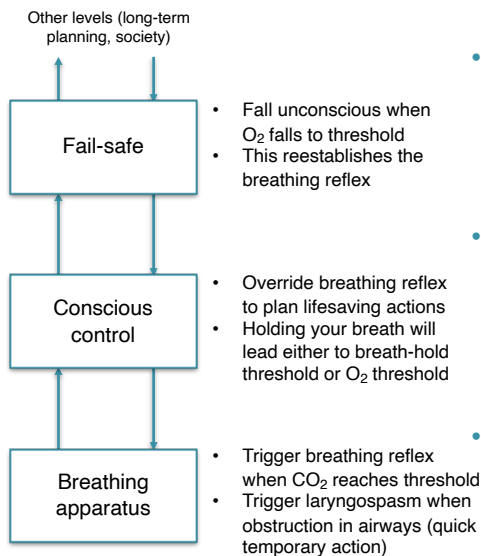 Other levels (long-term
planning, society)
Fail-safe
• Fall unconscious when
O₂ falls to threshold
• This reestablishes the
breathing reflex
Conscious
control
• Override breathing reflex
to plan lifesaving actions
• Holding your breath will
lead either to breath-hold
threshold or O₂ threshold
Breathing
apparatus
• Trigger breathing reflex
when CO₂ reaches threshold
• Trigger laryngospasm when
obstruction in airways (quick
temporary action)